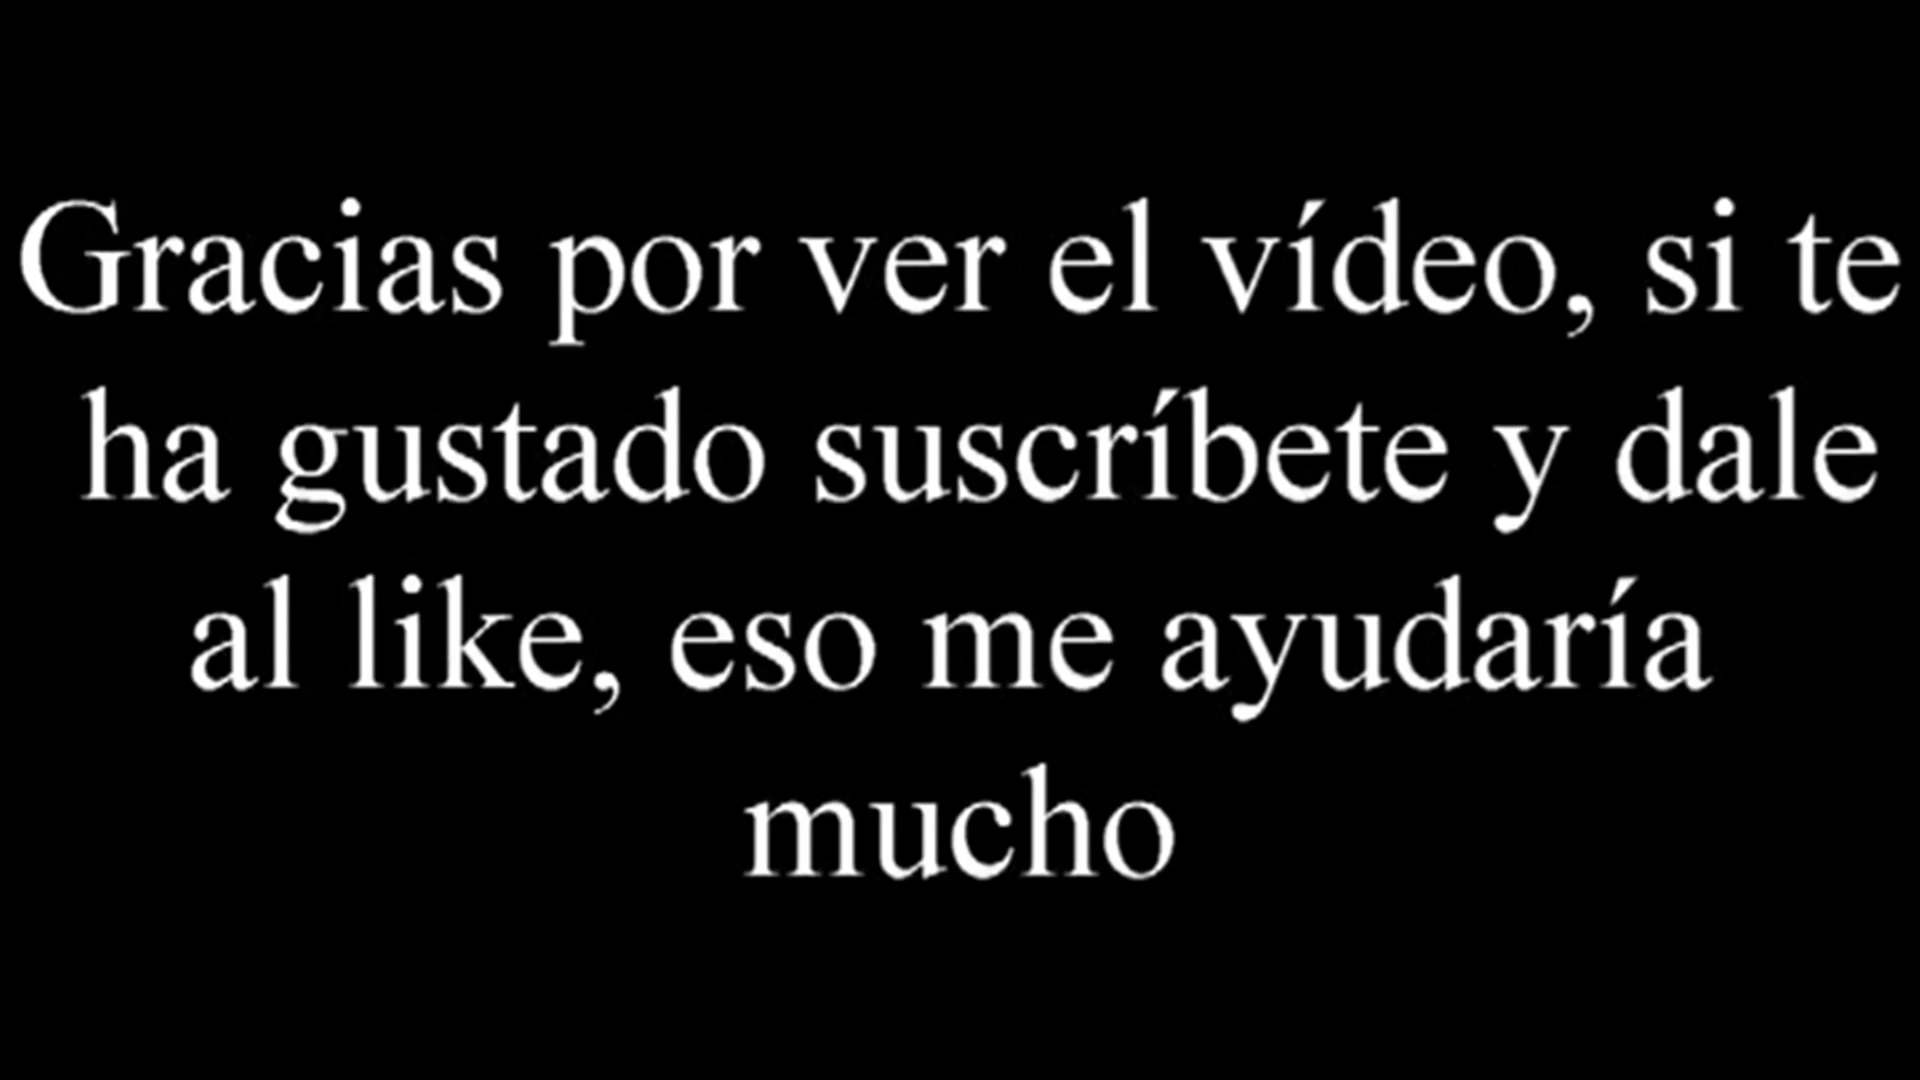 Gracias por ver el vídeo, si te
ha gustado suscríbete y dale
al like, eso me ayudaría
mucho